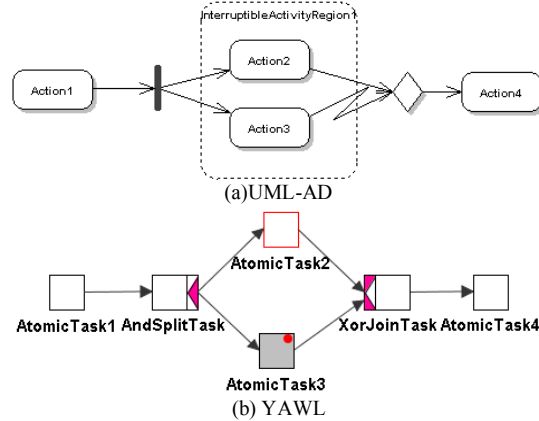 InterruptibleActivityRegion1
Action2
Action1
Action4
Action3
(a)UML-AD
AtomicTask2
AtomicTask1 AndSplitTask XorJoinTask AtomicTask4
AtomicTask3
(b) YAWL